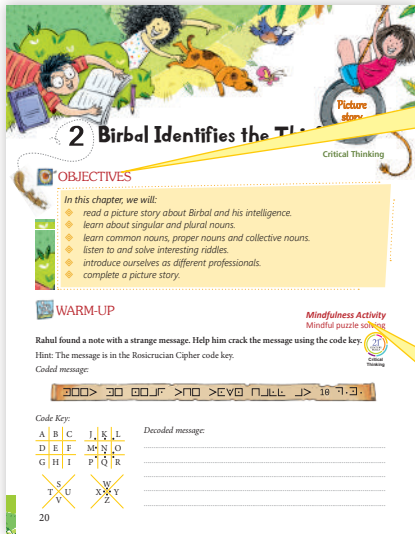 Picture
story
2 Birbal Identifies the
Critical Thinking
OBJECTIVES
In this chapter, we will:
read a picture story about Birbal and his intelligence.
learn about singular and plural nouns.
learn common nouns, proper nouns and collective nouns.
listen to and solve interesting riddles.
introduce ourselves as different professionals.
complete a picture story.
WARM-UP
Mindfulness Activity
Mindful puzzle solving
Rahul found a note with a strange message. Help him crack the message using the code key.
Hint: The message is in the Rosicrucian Cipher code key.
21
Critical
Thinking
Coded message:
10
Code Key:
Decoded message:
A B C J K L
D E F M N O
G H I P Q R
S W
T U X Y
V Z
20